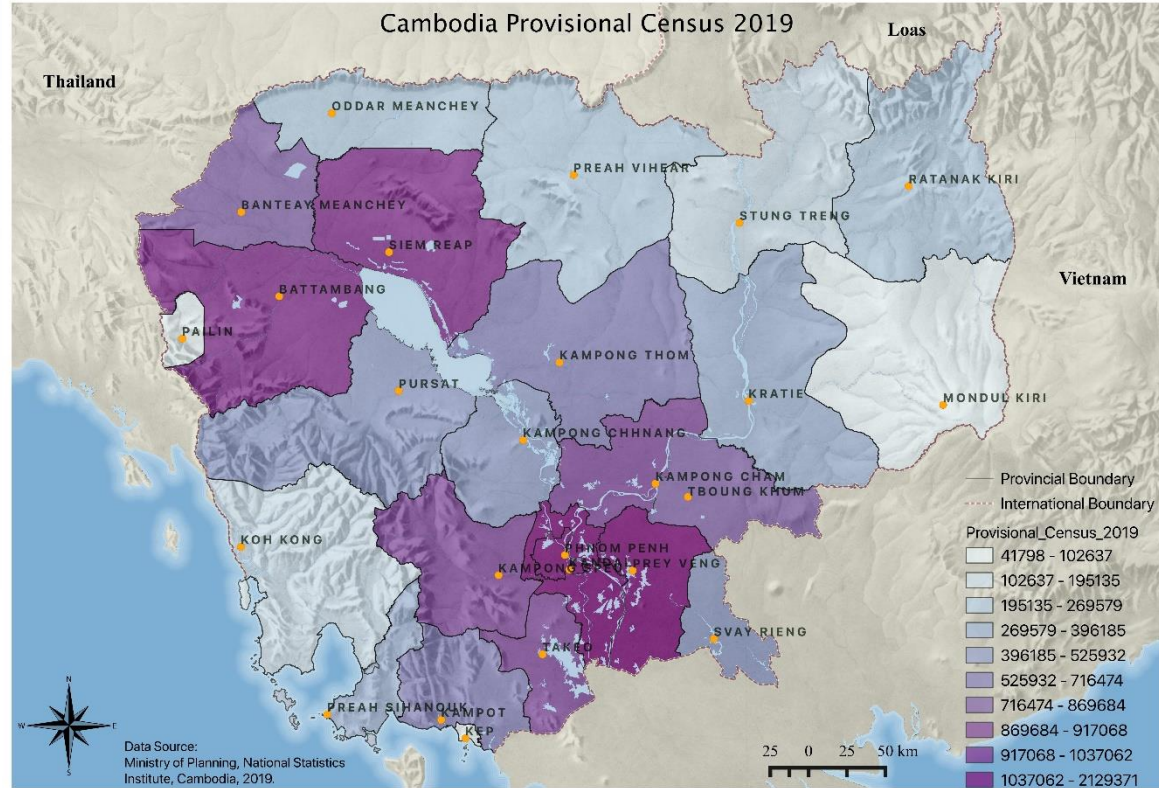 Cambodia Provisional Census 2019
Loas
Thailand
ODDAR MEANCHEY
PREAH VIHEAR
RATANAK KIRI
STUNG TRENG
BANTEAY MEANCHEY
SIEM REAP
Vietnam
BATTAMBANG
PAILIN
KAMPONG THOM
PURSAT
KRATIE
MONDUL KIRI
KAMPONG CHHNANG
KAMPONG CHAM
TBOUNG KHUM
KOH KONG
PHNOM PENH
PREY VENG
SVAY RIENG
TAKEO
PREAH SIHANOUK
KAMPOT
KEP
Provincial Boundary
International Boundary
Provisional_Census_2019
41798 - 102637
102637 - 195135
195135 - 269579
269579 - 396185
396185 - 525932
525932 - 716474
716474 - 869684
869684 - 917068
917068 - 1037062
1037062 - 2129371
N
W E
S
Data Source:
Ministry of Planning, National Statistics
Institute, Cambodia, 2019.
25 0 25 50 km